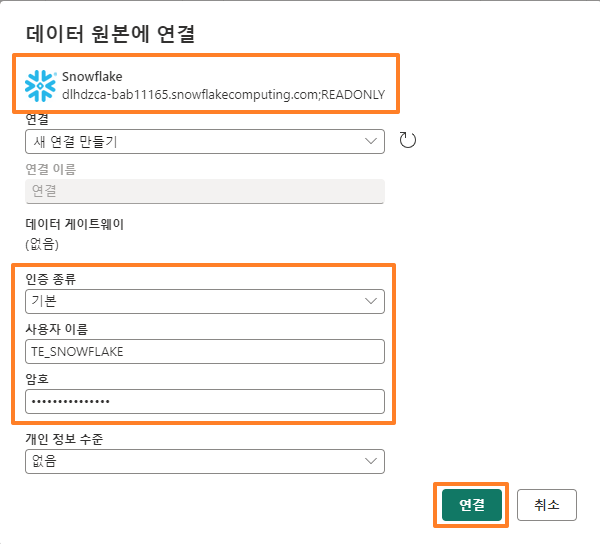 데이터 원본에 연결
Snowflake
dlhdzca-bab11165.snowflakecomputing.com;READONLY
연결
새 연결 만들기
연결 이름
연결
데이터 게이트웨이
(없음)
인증 종류
기본
사용자 이름
TE_SNOWFLAKE
암호
•••••••••••••••
개인 정보 수준
없음
연결
취소